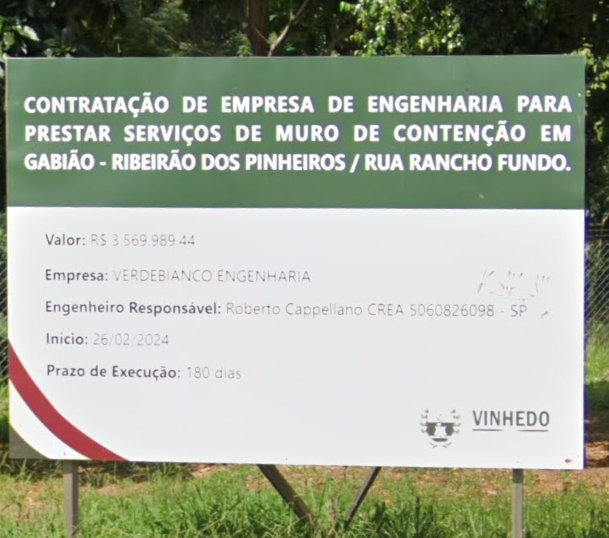 CONTRATAÇÃO DE EMPRESA DE ENGENHARIA PARA
PRESTAR SERVIÇOS DE MURO DE CONTENÇÃO EM
GABIÃO - RIBEIRÃO DOS PINHEIROS / RUA RANCHO FUNDO.
Valor: R$ 3.569.989,44
Empresa: VERDEBIANCO ENGENHARIA
Engenheiro Responsável: Roberto Cappellano CREA 5060826098 - SP
Início: 26/02/2024
Prazo de Execução: 180 dias
VINHEDO